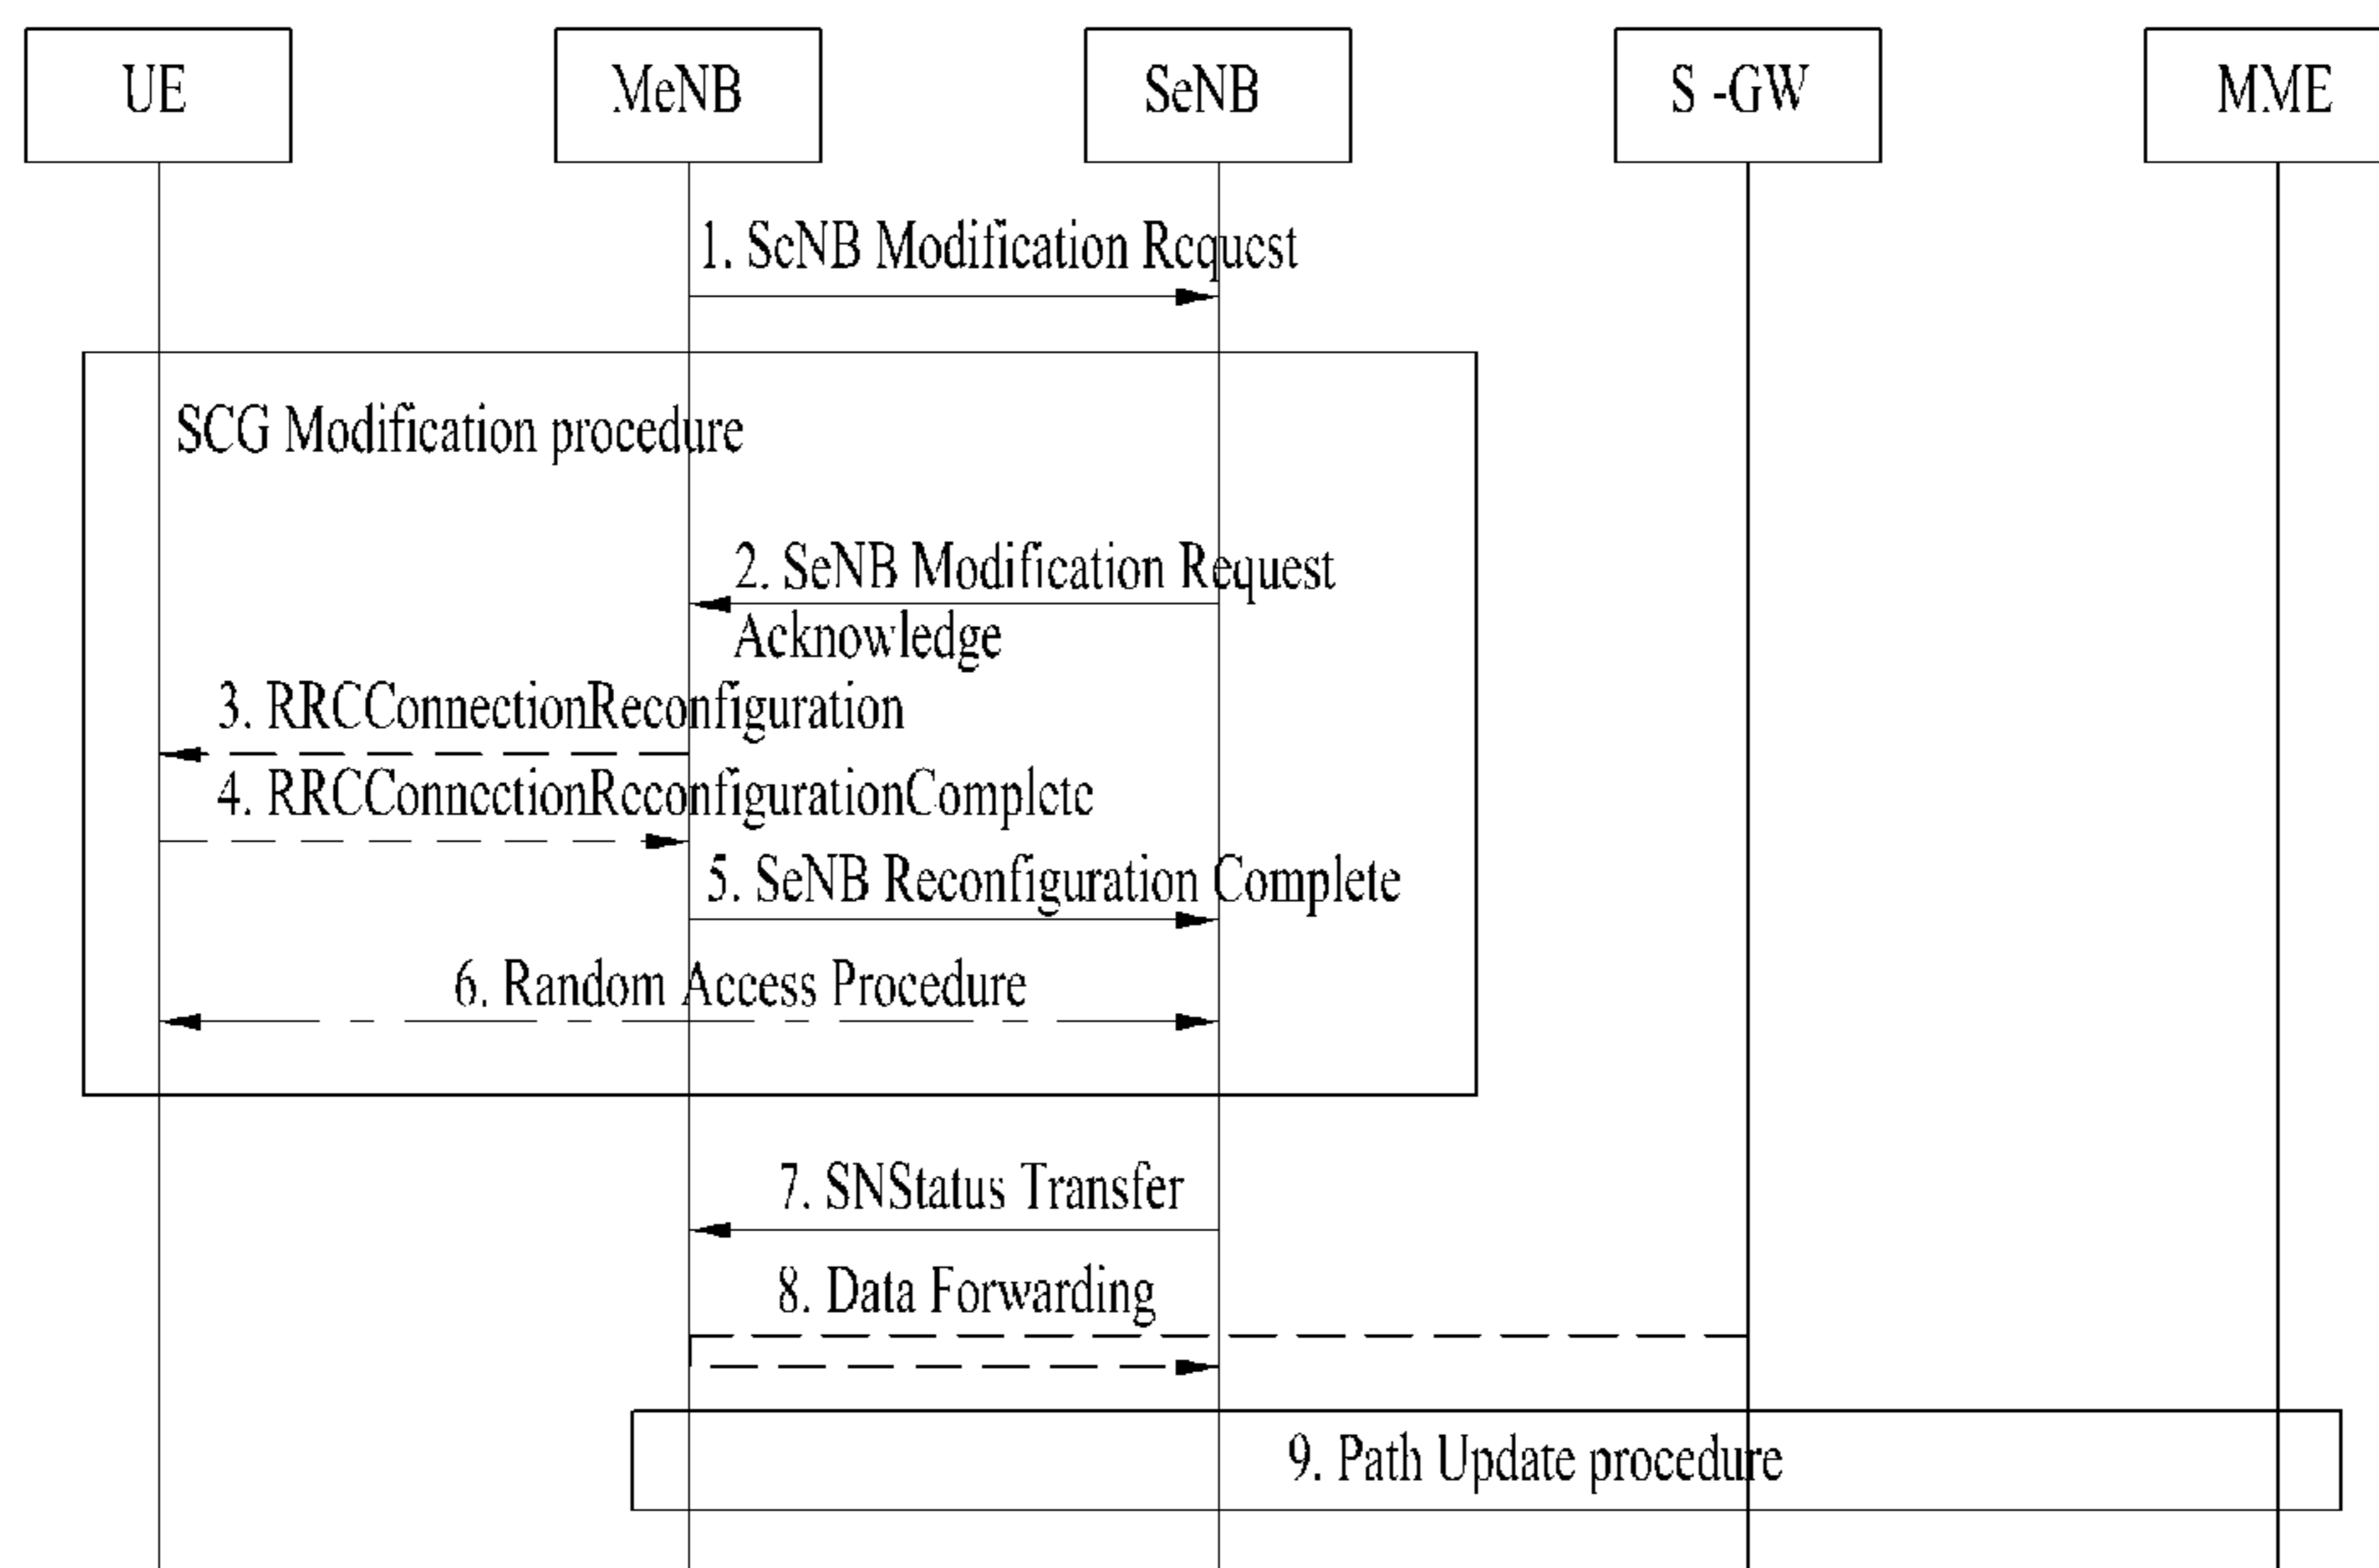 UE
MeNB
SeNB
S -GW
MME
1. SeNB Modification Request
SCG Modification procedure
2. SeNB Modification Request
Acknowledge
3. RRCConnectionReconfiguration
4. RRCConnectionReconfigurationComplete
5. SeNB Reconfiguration Complete
6. Random Access Procedure
7. SNStatus Transfer
8. Data Forwarding
9. Path Update procedure